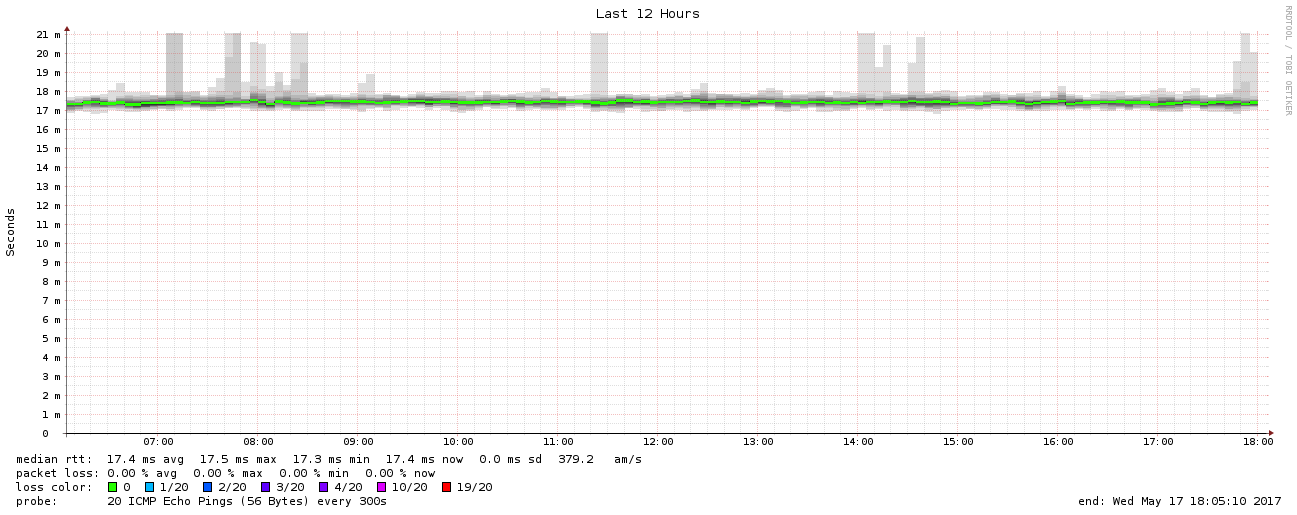 Last 12 Hours
RRDTOOL / TOBI OETIKER
21 m
20 m
19 m
18 m
17 m
16 m
15 m
14 m
13 m
12 m
11 m
10 m
9 m
8 m
7 m
6 m
5 m
4 m
3 m
2 m
1 m
0
Seconds
07:00 08:00 09:00 10:00 11:00 12:00 13:00 14:00 15:00 16:00 17:00 18:00
median rtt: 17.4 ms avg 17.5 ms max 17.3 ms min 17.4 ms now 0.0 ms sd 379.2 am/s
packet loss: 0.00 % avg 0.00 % max 0.00 % min 0.00 % now
loss color: 0 1/20 2/20 3/20 4/20 10/20 19/20
probe: 20 ICMP Echo Pings (56 Bytes) every 300s end: Wed May 17 18:05:10 2017